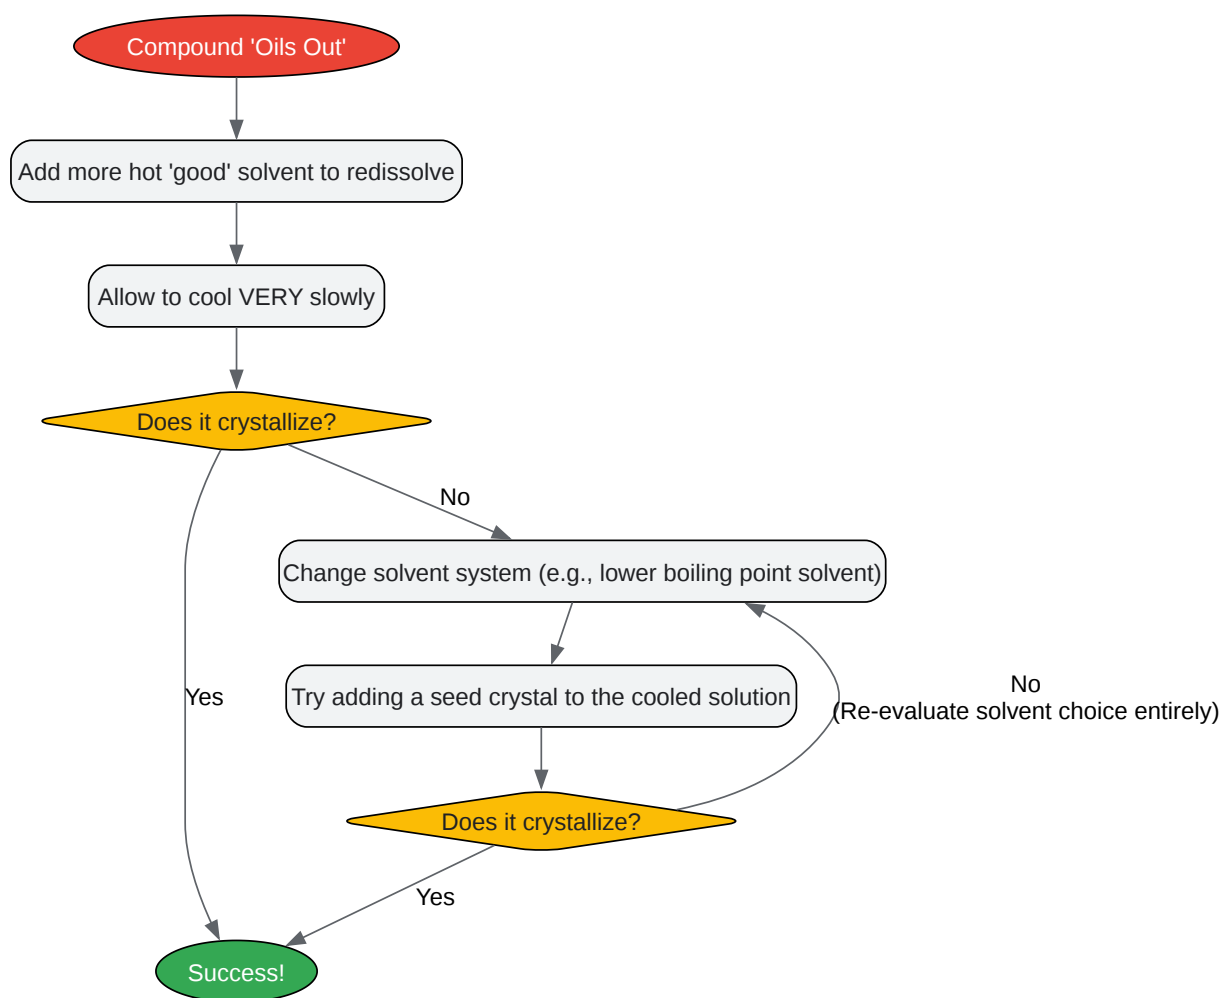 Compound 'Oils Out'
Add more hot 'good' solvent to redissolve
Allow to cool VERY slowly
Does it crystallize?
No
Change solvent system (e.g., lower boiling point solvent)
Yes
Try adding a seed crystal to the cooled solution
No
(Re-evaluate solvent choice entirely)
Does it crystallize?
Yes
Success!